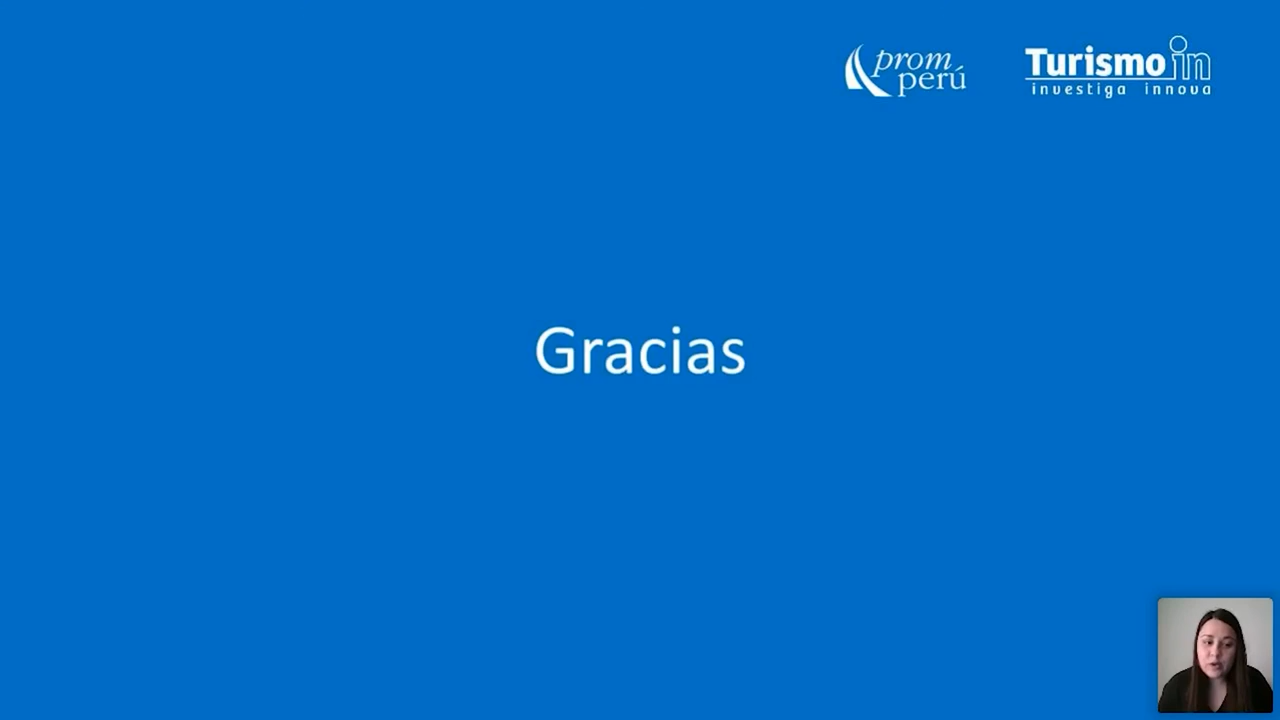 prom
perú
Turismo in
investiga innova
Gracias